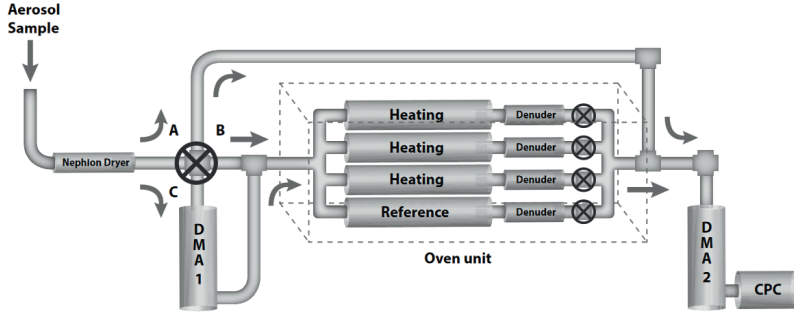 Aerosol
Sample
A
B
Nephion Dryer
C
Heating
Denuder
Heating
Denuder
Heating
Denuder
Reference
Denuder
Oven unit
D
M
A
1
D
M
A
2
CPC